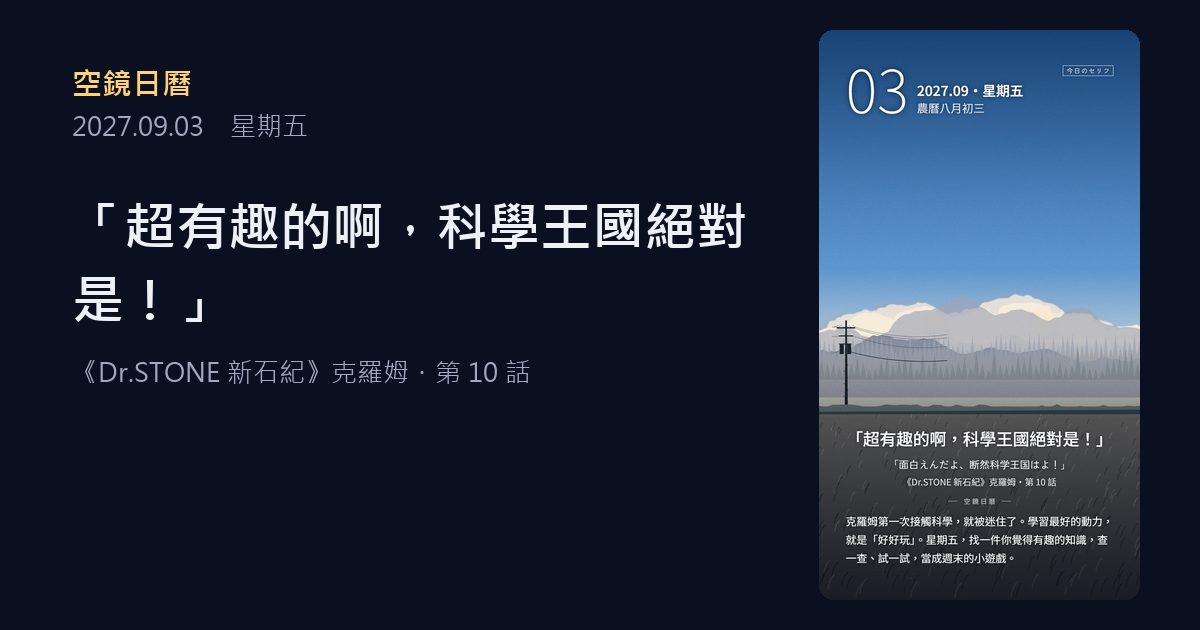 空鏡日曆
2027.09.03 星期五
「超有趣的啊，科學王國絕對
是！」
《Dr.STONE 新石紀》克羅姆・第 10 話
03
2027.09・星期五
農曆八月初三
今日のセリフ
「超有趣的啊，科學王國絕對是！」
「面白えんだよ、断然科学王国はよ！」
《Dr.STONE 新石紀》克羅姆・第 10 話
— 空鏡日曆 —
克羅姆第一次接觸科學，就被迷住了。學習最好的動力，
就是「好好玩」。星期五，找一件你覺得有趣的知識，查
一查、試一試，當成週末的小遊戲。